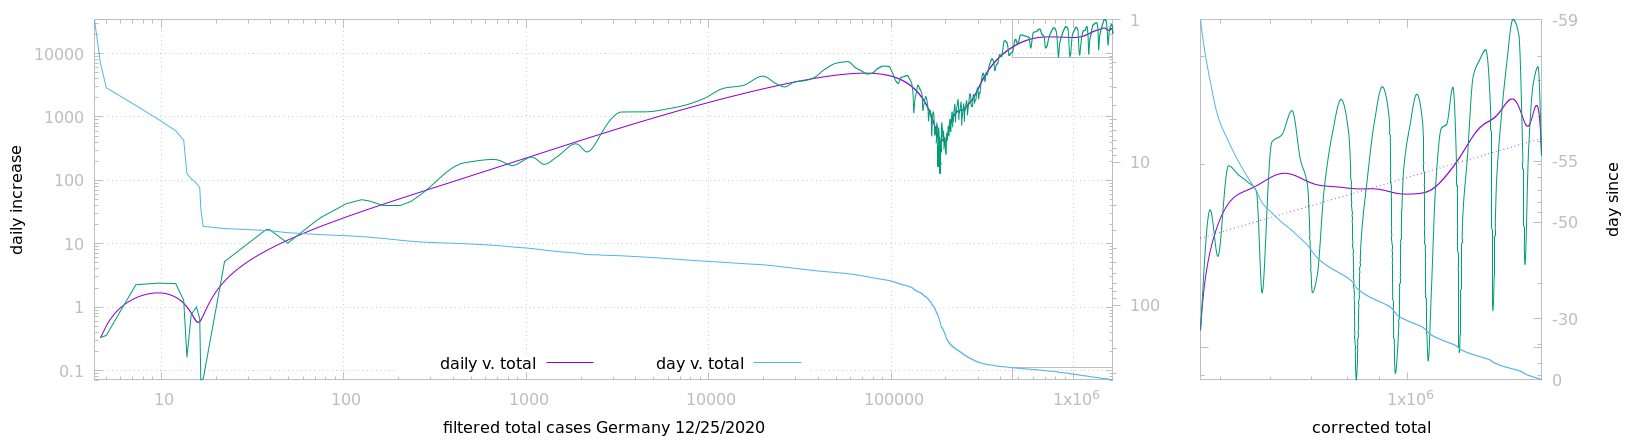 daily increase
10000
1000
100
10
1
0.1
10
100
1000
10000
100000
1x10⁶
filtered total cases Germany 12/25/2020
daily v. total
day v. total
1
10
100
1x10⁶
corrected total
-59
-55
-50
-30
0
day since